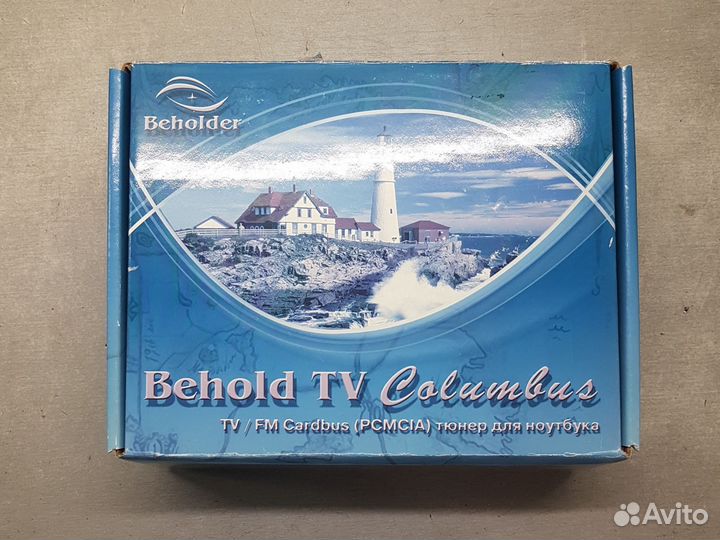 Beholder
Behold TV Columbus
TV / FM Cardbus (PCMCIA) тюнер для ноутбука
Avito